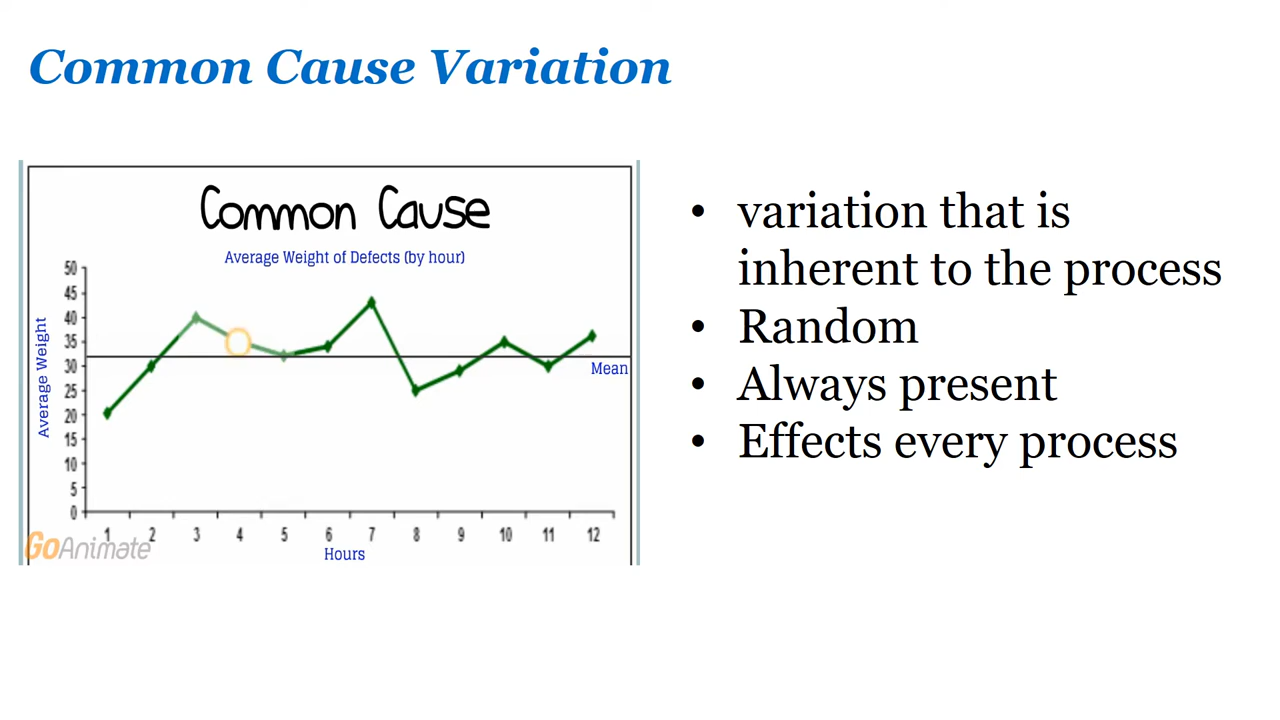 Common Cause Variation
Common Cause
Average Weight of Defects (by hour)
50
45
40
35
30
25
20
15
10
5
0
Average Weight
Mean
1 2 3 4 5 6 7 8 9 10 11 12
Hours
GoAnimate
• variation that is
inherent to the process
• Random
• Always present
• Effects every process